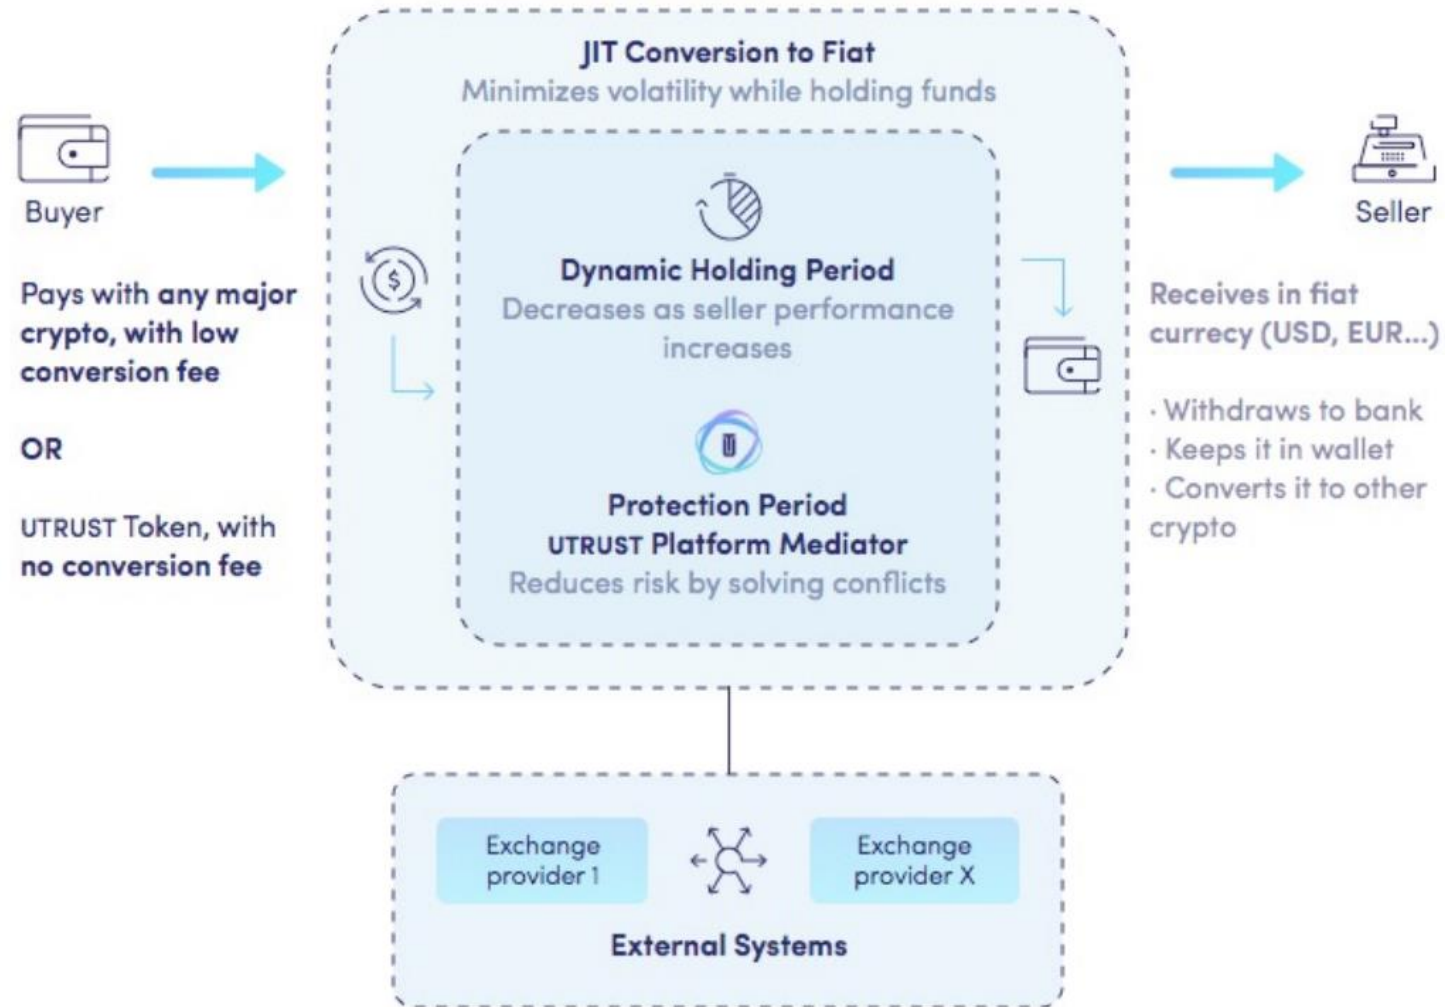 JIT Conversion to Fiat
Minimizes volatility while holding funds
Buyer
Pays with any major
crypto, with low
conversion fee
OR
UTRUST Token, with
no conversion fee
$
Dynamic Holding Period
Decreases as seller performance
increases
Protection Period
UTRUST Platform Mediator
Reduces risk by solving conflicts
Seller
Receives in fiat
currecy (USD, EUR...)
· Withdraws to bank
· Keeps it in wallet
· Converts it to other
crypto
Exchange
provider 1
Exchange
provider X
External Systems